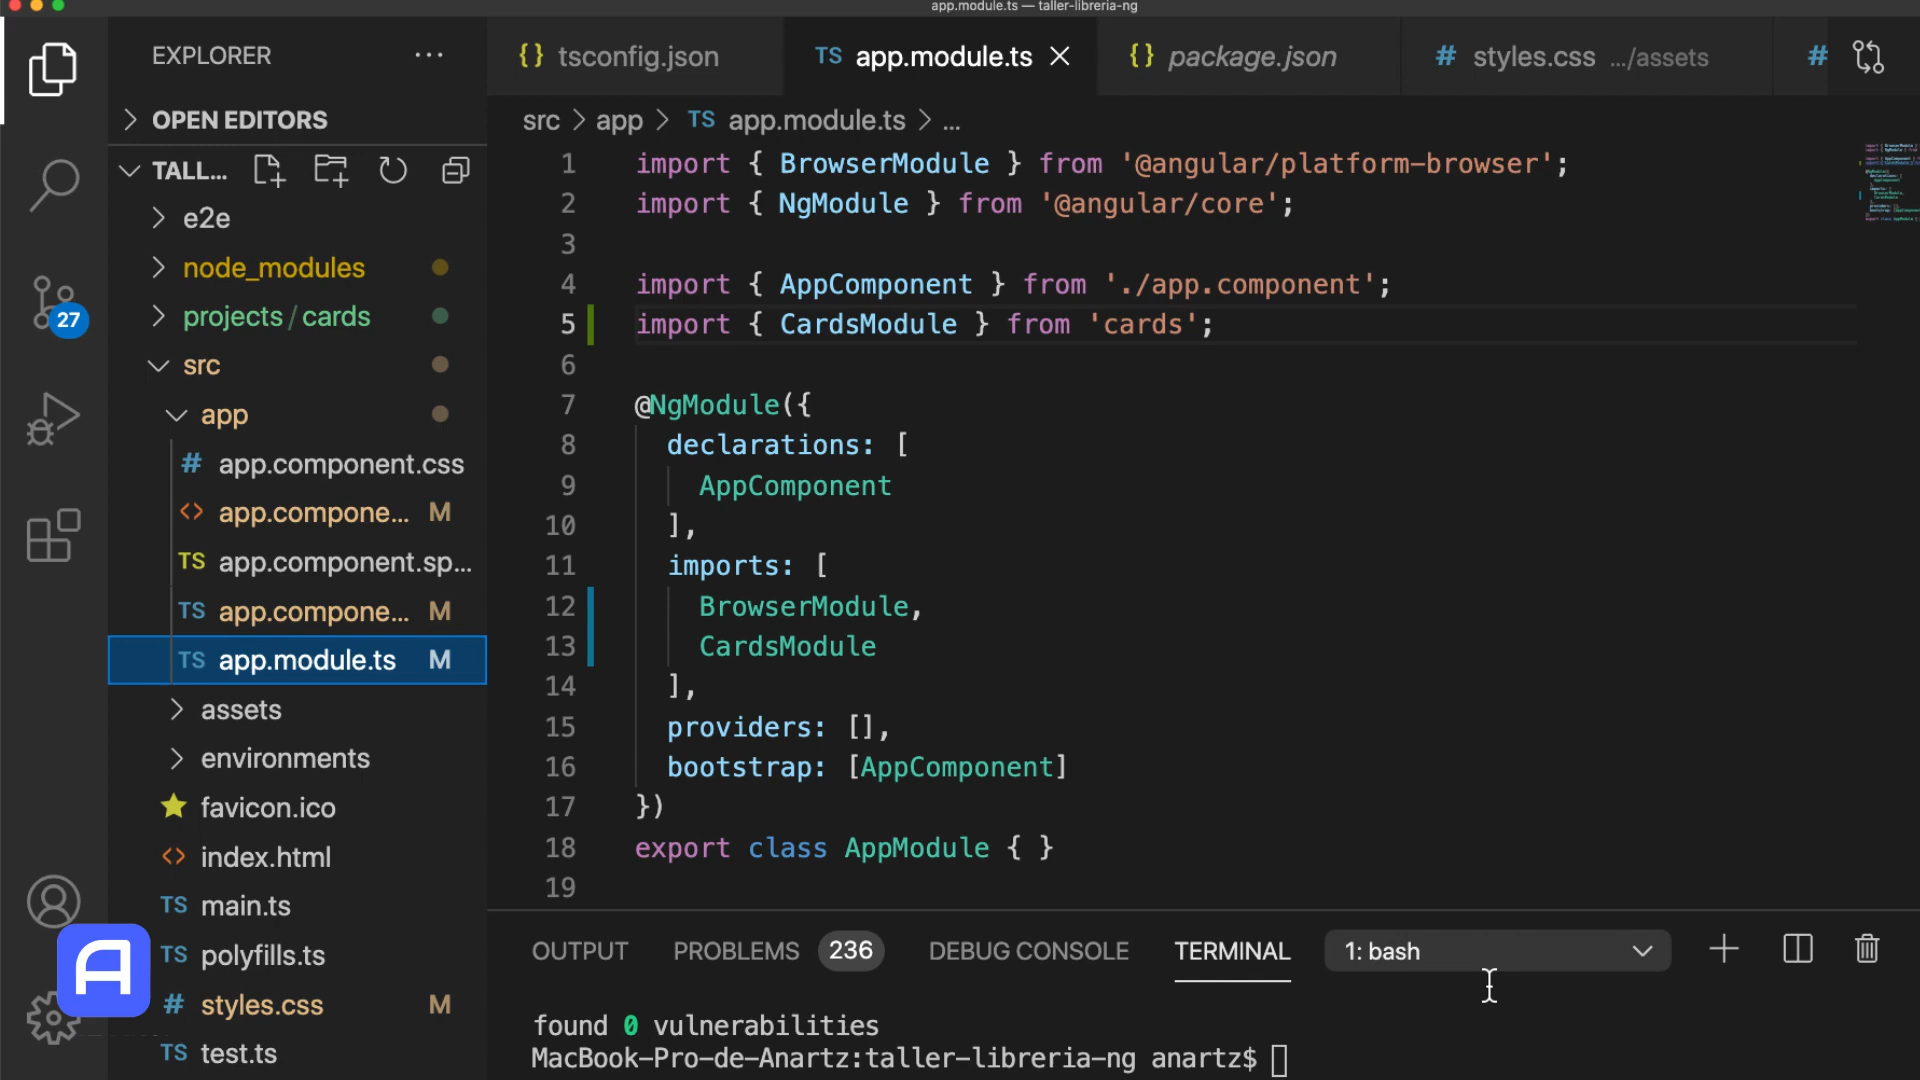 app.module.ts — taller-libreria-ng
EXPLORER
OPEN EDITORS
TALL...
e2e
node_modules
projects / cards
src
app
# app.component.css
<> app.compone... M
TS app.component.sp...
TS app.compone... M
TS app.module.ts M
assets
environments
favicon.ico
<> index.html
TS main.ts
TS polyfills.ts
# styles.css M
TS test.ts
27
A
{} tsconfig.json
TS app.module.ts
{} package.json
# styles.css .../assets
#
src > app > TS app.module.ts > ...
1 import { BrowserModule } from '@angular/platform-browser';
2 import { NgModule } from '@angular/core';
3
4 import { AppComponent } from './app.component';
5 import { CardsModule } from 'cards';
6
7 @NgModule({
8 declarations: [
9 AppComponent
10 ],
11 imports: [
12 BrowserModule,
13 CardsModule
14 ],
15 providers: [],
16 bootstrap: [AppComponent]
17 })
18 export class AppModule { }
19
OUTPUT PROBLEMS 236 DEBUG CONSOLE TERMINAL 1: bash
found 0 vulnerabilities
MacBook-Pro-de-Anartz:taller-libreria-ng anartz$